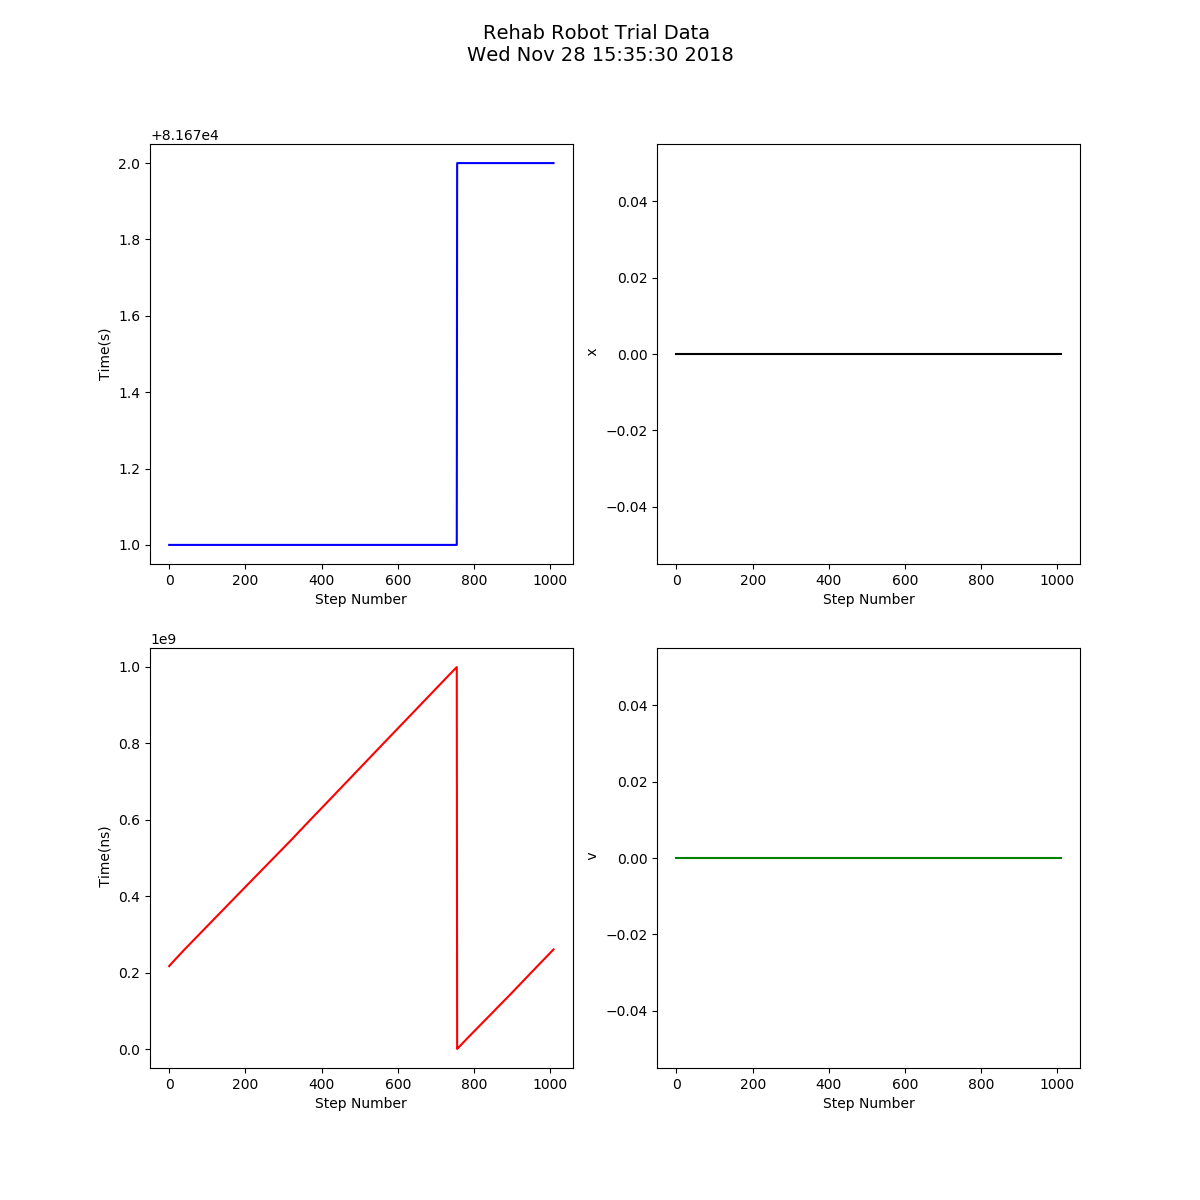 Rehab Robot Trial Data
Wed Nov 28 15:35:30 2018
+8.167e4
2.0
1.8
1.6
1.4
1.2
1.0
Time(s)
0 200 400 600 800 1000
Step Number
0.04
0.02
0.00
−0.02
−0.04
x
0 200 400 600 800 1000
Step Number
1e9
1.0
0.8
0.6
0.4
0.2
0.0
Time(ns)
0 200 400 600 800 1000
Step Number
0.04
0.02
0.00
−0.02
−0.04
v
0 200 400 600 800 1000
Step Number